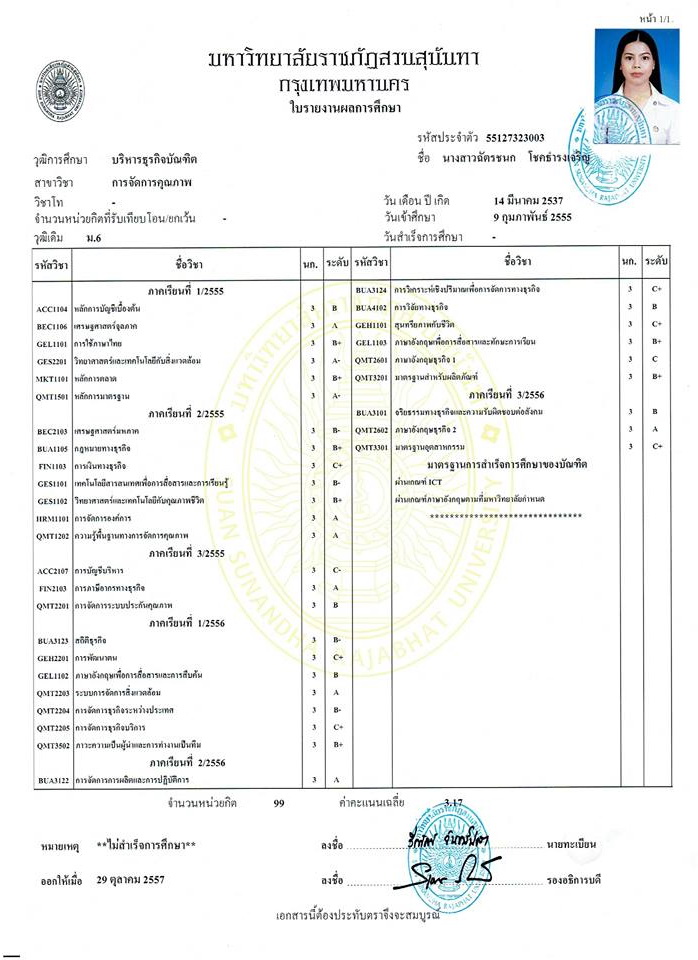 หน้า 1/1.
มหาวิทยาลัยราชภัฏสวนสุนันทา
กรุงเทพมหานคร
ใบรายงานผลการศึกษา
รหัสประจำตัว 55127323003
วุฒิการศึกษา บริหารธุรกิจบัณฑิต
ชื่อ นางสาวฉัตรชนก โชคธำรงเจริญ
สาขาวิชา การจัดการคุณภาพ
วิชาโท -
วัน เดือน ปี เกิด 14 มีนาคม 2537
จำนวนหน่วยกิตที่รับเทียบโอน/ยกเว้น -
วันเข้าศึกษา 9 กุมภาพันธ์ 2555
วุฒิเดิม ม.6
วันสำเร็จการศึกษา -
รหัสวิชา ชื่อวิชา นก. ระดับ
ภาคเรียนที่ 1/2555
ACC1104 หลักการบัญชีเบื้องต้น 3 B
BEC1106 เศรษฐศาสตร์จุลภาค 3 A
GEL1101 การใช้ภาษาไทย 3 B+
GES2201 วิทยาศาสตร์และเทคโนโลยีกับสิ่งแวดล้อม 3 A-
MKT1101 หลักการตลาด 3 B+
QMT1501 หลักการมาตรฐาน 3 A-
ภาคเรียนที่ 2/2555
BEC2103 เศรษฐศาสตร์มหภาค 3 B-
BUA1105 กฎหมายทางธุรกิจ 3 B+
FIN1103 การเงินทางธุรกิจ 3 C+
GES1101 เทคโนโลยีสารสนเทศเพื่อการสื่อสารและการเรียนรู้ 3 B-
GES1102 วิทยาศาสตร์และเทคโนโลยีกับคุณภาพชีวิต 3 B+
HRM1101 การจัดการองค์การ 3 A
QMT1202 ความรู้พื้นฐานทางการจัดการคุณภาพ 3 A
ภาคเรียนที่ 3/2555
ACC2107 การบัญชีบริหาร 3 C-
FIN2103 การภาษีอากรทางธุรกิจ 3 A
QMT2201 การจัดการระบบประกันคุณภาพ 3 B
ภาคเรียนที่ 1/2556
BUA3123 สถิติธุรกิจ 3 B-
GEH2201 การพัฒนาตน 3 C+
GEL1102 ภาษาอังกฤษเพื่อการสื่อสารและการสืบค้น 3 B
QMT2203 ระบบการจัดการสิ่งแวดล้อม 3 A
QMT2204 การจัดการธุรกิจระหว่างประเทศ 3 B-
QMT2205 การจัดการธุรกิจบริการ 3 C+
QMT3502 ภาวะความเป็นผู้นำและการทำงานเป็นทีม 3 B+
ภาคเรียนที่ 2/2556
BUA3122 การจัดการการผลิตและการปฏิบัติการ 3 A
รหัสวิชา ชื่อวิชา นก. ระดับ
BUA3124 การวิเคราะห์เชิงปริมาณเพื่อการจัดการทางธุรกิจ 3 C+
BUA4102 การวิจัยทางธุรกิจ 3 B
GEH1101 สุนทรียภาพกับชีวิต 3 C+
GEL1103 ภาษาอังกฤษเพื่อการสื่อสารและทักษะการเรียน 3 B+
QMT2601 ภาษาอังกฤษธุรกิจ 1 3 C
QMT3201 มาตรฐานสำหรับผลิตภัณฑ์ 3 B+
ภาคเรียนที่ 3/2556
BUA3101 จริยธรรมทางธุรกิจและความรับผิดชอบต่อสังคม 3 B
QMT2602 ภาษาอังกฤษธุรกิจ 2 3 A
QMT3301 มาตรฐานอุตสาหกรรม 3 C+
มาตรฐานการสำเร็จการศึกษาของบัณฑิต
ผ่านเกณฑ์ ICT
ผ่านเกณฑ์ภาษาอังกฤษตามที่มหาวิทยาลัยกำหนด
*******************************
จำนวนหน่วยกิต 99 ค่าคะแนนเฉลี่ย 3.17
หมายเหตุ **ไม่สำเร็จการศึกษา** ลงชื่อ นายทะเบียน
ออกให้เมื่อ 29 ตุลาคม 2557 ลงชื่อ รองอธิการบดี
เอกสารนี้ต้องประทับตราจึงจะสมบูรณ์